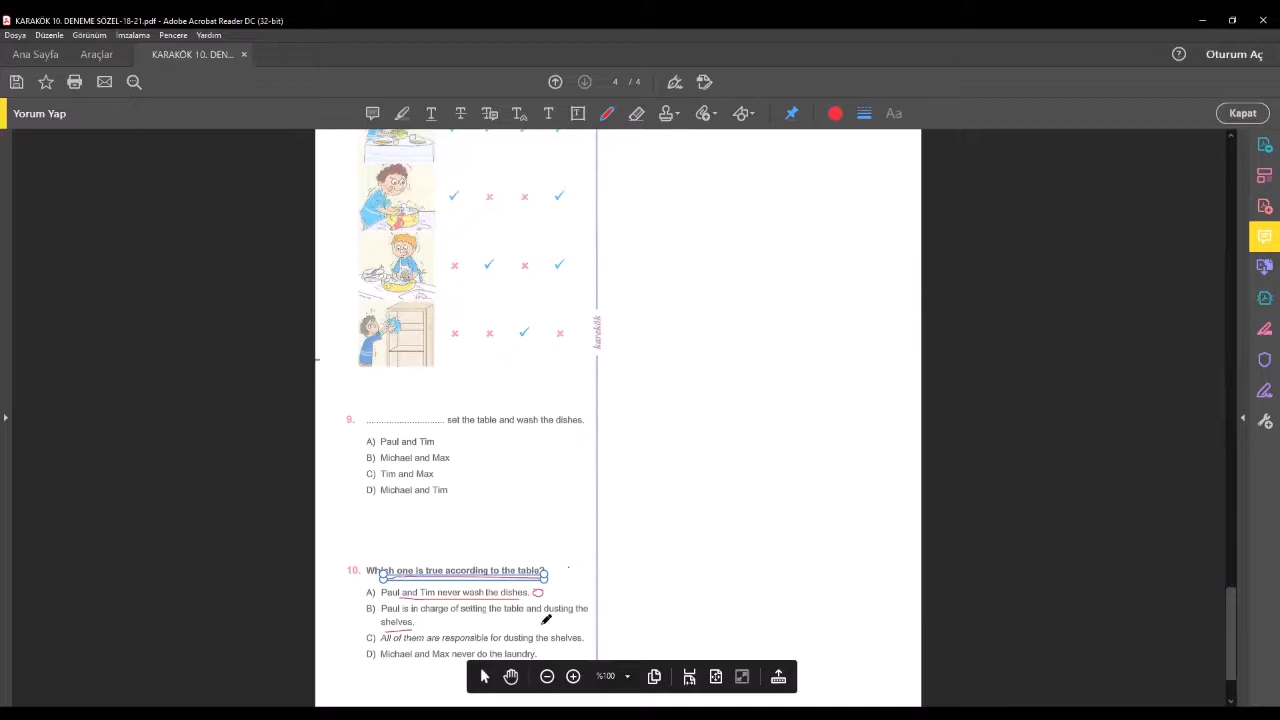 KARAKÖK 10. DENEME SÖZEL-18-21.pdf - Adobe Acrobat Reader DC (32-bit)
Dosya Düzenle Görünüm İmzalama Pencere Yardım
Ana Sayfa Araçlar KARAKÖK 10. DEN... × Oturum Aç
4 / 4
Yorum Yap Aa Kapat
karekök
9. .............................. set the table and wash the dishes.
A) Paul and Tim
B) Michael and Max
C) Tim and Max
D) Michael and Tim
10. Which one is true according to the table?
A) Paul and Tim never wash the dishes.
B) Paul is in charge of setting the table and dusting the
shelves.
C) All of them are responsible for dusting the shelves.
D) Michael and Max never do the laundry.
%100